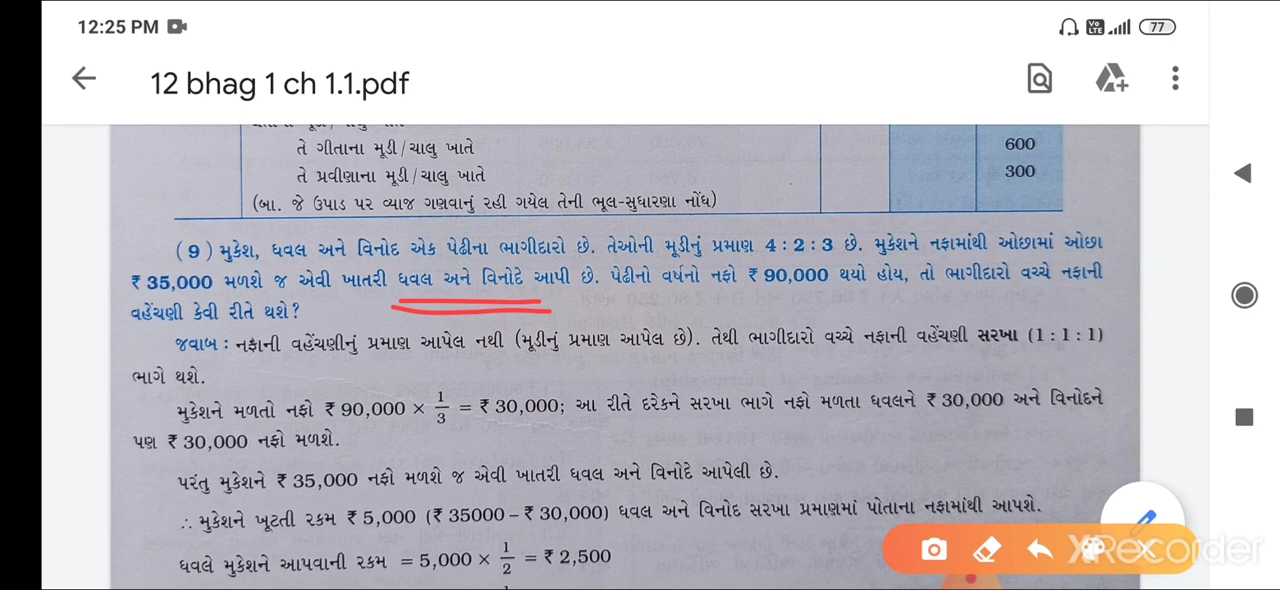 12:25 PM
Vo LTE 77
12 bhag 1 ch 1.1.pdf
તે ગીતાના મૂડી/ચાલુ ખાતે 600
તે પ્રવીણાના મૂડી/ચાલુ ખાતે 300
(બા. જે ઉપાડ પર વ્યાજ ગણવાનું રહી ગયેલ તેની ભૂલ-સુધારણા નોંધ)
(9) મુકેશ, ધવલ અને વિનોદ એક પેઢીના ભાગીદારો છે. તેઓની મૂડીનું પ્રમાણ 4 : 2 : 3 છે. મુકેશને નફામાંથી ઓછામાં ઓછા
₹ 35,000 મળશે જ એવી ખાતરી ધવલ અને વિનોદે આપી છે. પેઢીનો વર્ષનો નફો ₹ 90,000 થયો હોય, તો ભાગીદારો વચ્ચે નફાની
વહેંચણી કેવી રીતે થશે?
જવાબ : નફાની વહેંચણીનું પ્રમાણ આપેલ નથી (મૂડીનું પ્રમાણ આપેલ છે). તેથી ભાગીદારો વચ્ચે નફાની વહેંચણી સરખા (1 : 1 : 1)
ભાગે થશે.
મુકેશને મળતો નફો ₹ 90,000 × 1/3 = ₹ 30,000; આ રીતે દરેકને સરખા ભાગે નફો મળતા ધવલને ₹ 30,000 અને વિનોદને
પણ ₹ 30,000 નફો મળશે.
પરંતુ મુકેશને ₹ 35,000 નફો મળશે જ એવી ખાતરી ધવલ અને વિનોદે આપેલી છે.
∴ મુકેશને ખૂટતી રકમ ₹ 5,000 (₹ 35000 – ₹ 30,000) ધવલ અને વિનોદ સરખા પ્રમાણમાં પોતાના નફામાંથી આપશે.
ધવલે મુકેશને આપવાની રકમ = 5,000 × 1/2 = ₹ 2,500
XRecorder